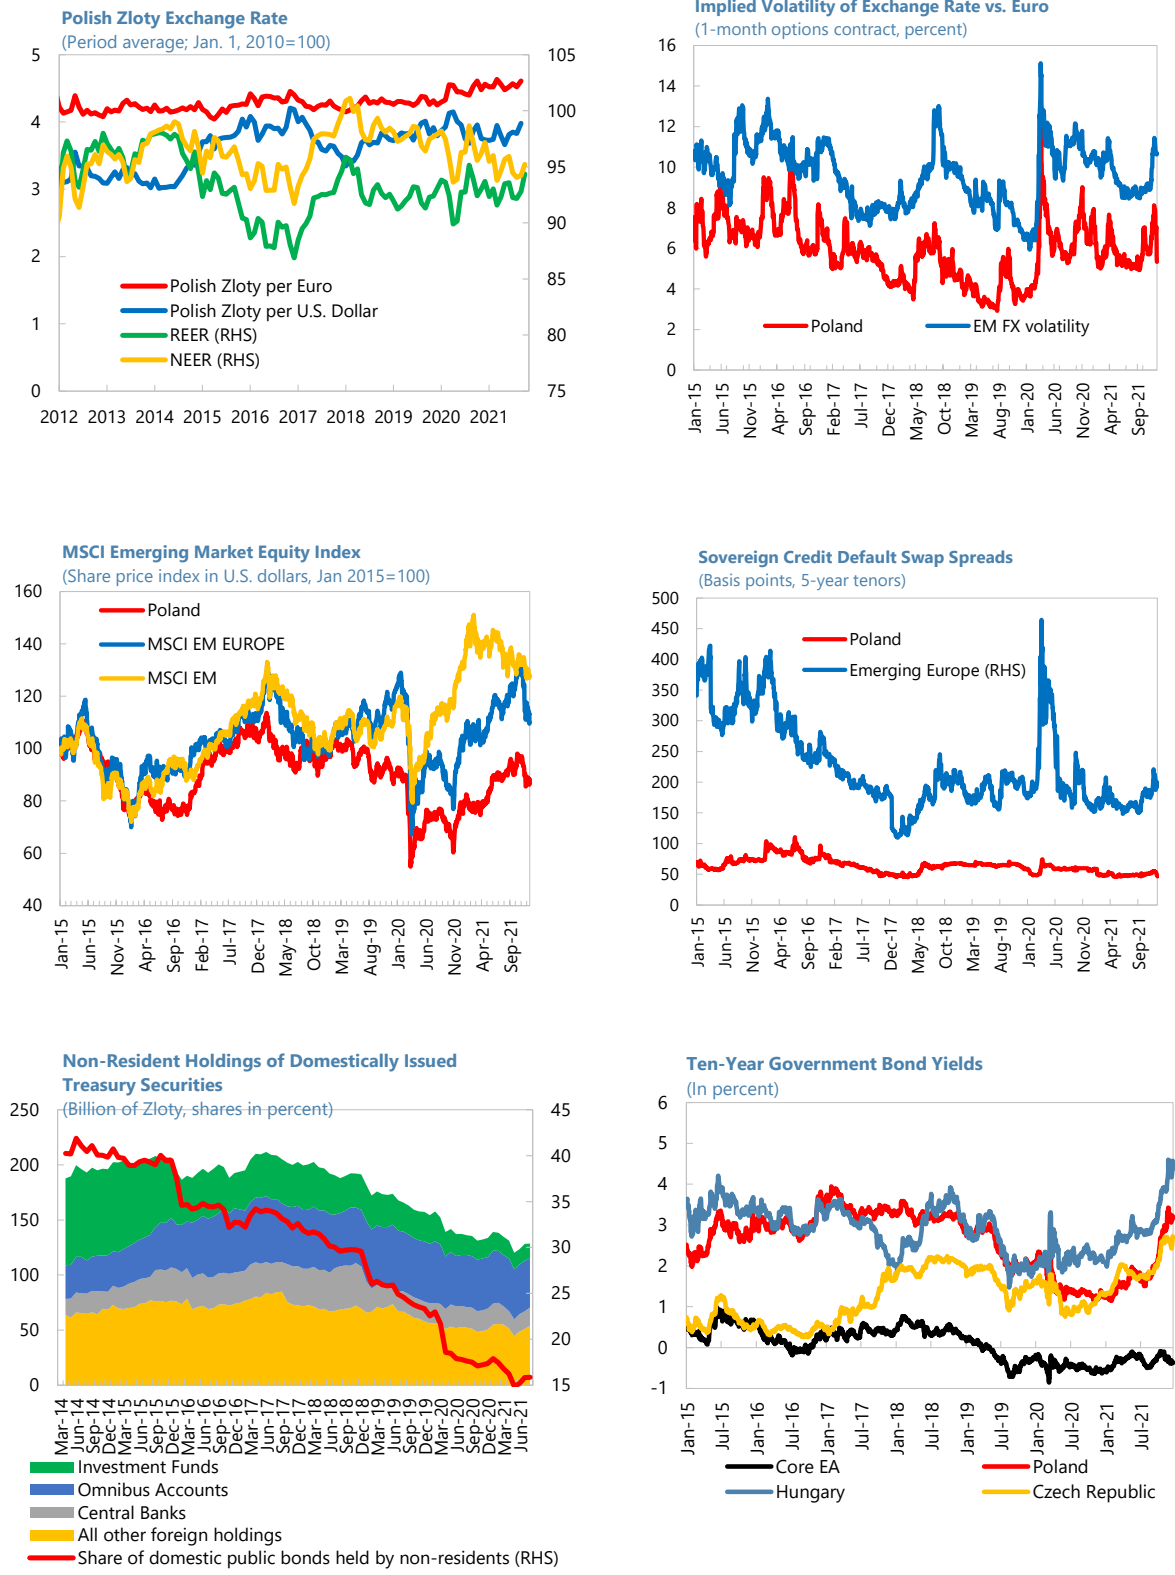 Polish Zloty Exchange Rate
(Period average; Jan. 1, 2010=100)
5
4
3
2
1
0
105
100
95
90
85
80
75
Polish Zloty per Euro
Polish Zloty per U.S. Dollar
REER (RHS)
NEER (RHS)
2012 2013 2014 2015 2016 2017 2018 2019 2020 2021
Implied Volatility of Exchange Rate vs. Euro
(1-month options contract, percent)
16
14
12
10
8
6
4
2
0
Poland
EM FX volatility
Jan-15
Jun-15
Nov-15
Apr-16
Sep-16
Feb-17
Jul-17
Dec-17
May-18
Oct-18
Mar-19
Aug-19
Jan-20
Jun-20
Nov-20
Apr-21
Sep-21
MSCI Emerging Market Equity Index
(Share price index in U.S. dollars, Jan 2015=100)
160
140
120
100
80
60
40
Poland
MSCI EM EUROPE
MSCI EM
Jan-15
Jun-15
Nov-15
Apr-16
Sep-16
Feb-17
Jul-17
Dec-17
May-18
Oct-18
Mar-19
Aug-19
Jan-20
Jun-20
Nov-20
Apr-21
Sep-21
Sovereign Credit Default Swap Spreads
(Basis points, 5-year tenors)
500
450
400
350
300
250
200
150
100
50
0
Poland
Emerging Europe (RHS)
Jan-15
Jun-15
Nov-15
Apr-16
Sep-16
Feb-17
Jul-17
Dec-17
May-18
Oct-18
Mar-19
Aug-19
Jan-20
Jun-20
Nov-20
Apr-21
Sep-21
Non-Resident Holdings of Domestically Issued
Treasury Securities
(Billion of Zloty, shares in percent)
250
200
150
100
50
0
45
40
35
30
25
20
15
Mar-14
Jun-14
Sep-14
Dec-14
Mar-15
Jun-15
Sep-15
Dec-15
Mar-16
Jun-16
Sep-16
Dec-16
Mar-17
Jun-17
Sep-17
Dec-17
Mar-18
Jun-18
Sep-18
Dec-18
Mar-19
Jun-19
Sep-19
Dec-19
Mar-20
Jun-20
Sep-20
Dec-20
Mar-21
Jun-21
Investment Funds
Omnibus Accounts
Central Banks
All other foreign holdings
Share of domestic public bonds held by non-residents (RHS)
Ten-Year Government Bond Yields
(In percent)
6
5
4
3
2
1
0
-1
Jan-15
Jul-15
Jan-16
Jul-16
Jan-17
Jul-17
Jan-18
Jul-18
Jan-19
Jul-19
Jan-20
Jul-20
Jan-21
Jul-21
Core EA
Poland
Hungary
Czech Republic